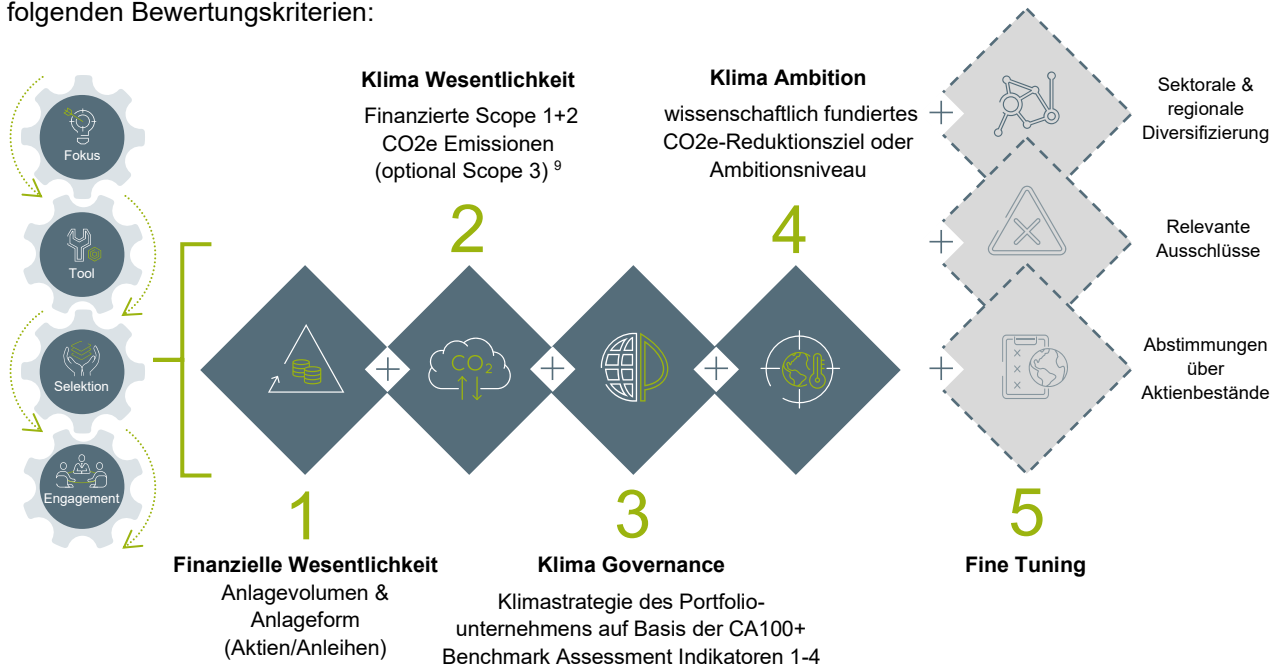 folgenden Bewertungskriterien:
Fokus
Tool
Selektion
Engagement
1
Finanzielle Wesentlichkeit
Anlagevolumen &
Anlageform
(Aktien/Anleihen)
Klima Wesentlichkeit
Finanzierte Scope 1+2
CO2e Emissionen
(optional Scope 3) 9
2
CO2
3
Klima Governance
Klimastrategie des Portfolio-
unternehmens auf Basis der CA100+
Benchmark Assessment Indikatoren 1-4
Klima Ambition
wissenschaftlich fundiertes
CO2e-Reduktionsziel oder
Ambitionsniveau
4
+
+
+
+
+
+
Sektorale &
regionale
Diversifizierung
Relevante
Ausschlüsse
Abstimmungen
über
Aktienbestände
5
Fine Tuning